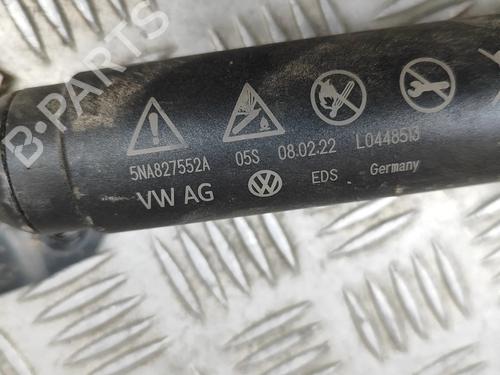 B-PARTS
5NA827552A 05S 08.02.22 L0448513
VW AG EDS Germany